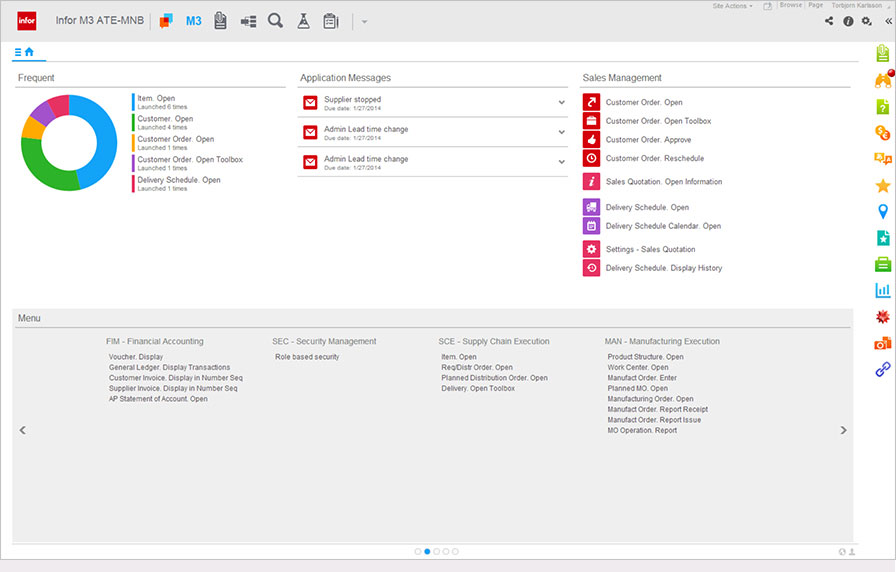 Site Actions
Browse
Page
Torbjorn Karlsson
infor
Infor M3 ATE-MNB
M3
Frequent
Item. Open
Launched 6 times
Customer. Open
Launched 4 times
Customer Order. Open
Launched 1 times
Customer Order. Open Toolbox
Launched 1 times
Delivery Schedule. Open
Launched 1 times
Application Messages
Supplier stopped
Due date: 1/27/2014
Admin Lead time change
Due date: 1/27/2014
Admin Lead time change
Due date: 1/27/2014
Sales Management
Customer Order. Open
Customer Order. Open Toolbox
Customer Order. Approve
Customer Order. Reschedule
Sales Quotation. Open Information
Delivery Schedule. Open
Delivery Schedule Calendar. Open
Settings - Sales Quotation
Delivery Schedule. Display History
Menu
FIM - Financial Accounting
Voucher. Display
General Ledger. Display Transactions
Customer Invoice. Display in Number Seq
Supplier Invoice. Display in Number Seq
AP Statement of Account. Open
SEC - Security Management
Role based security
SCE - Supply Chain Execution
Item. Open
Req/Distr Order. Open
Planned Distribution Order. Open
Delivery. Open Toolbox
MAN - Manufacturing Execution
Product Structure. Open
Work Center. Open
Manufact Order. Enter
Planned MO. Open
Manufacturing Order. Open
Manufact Order. Report Receipt
Manufact Order. Report Issue
MO Operation. Report